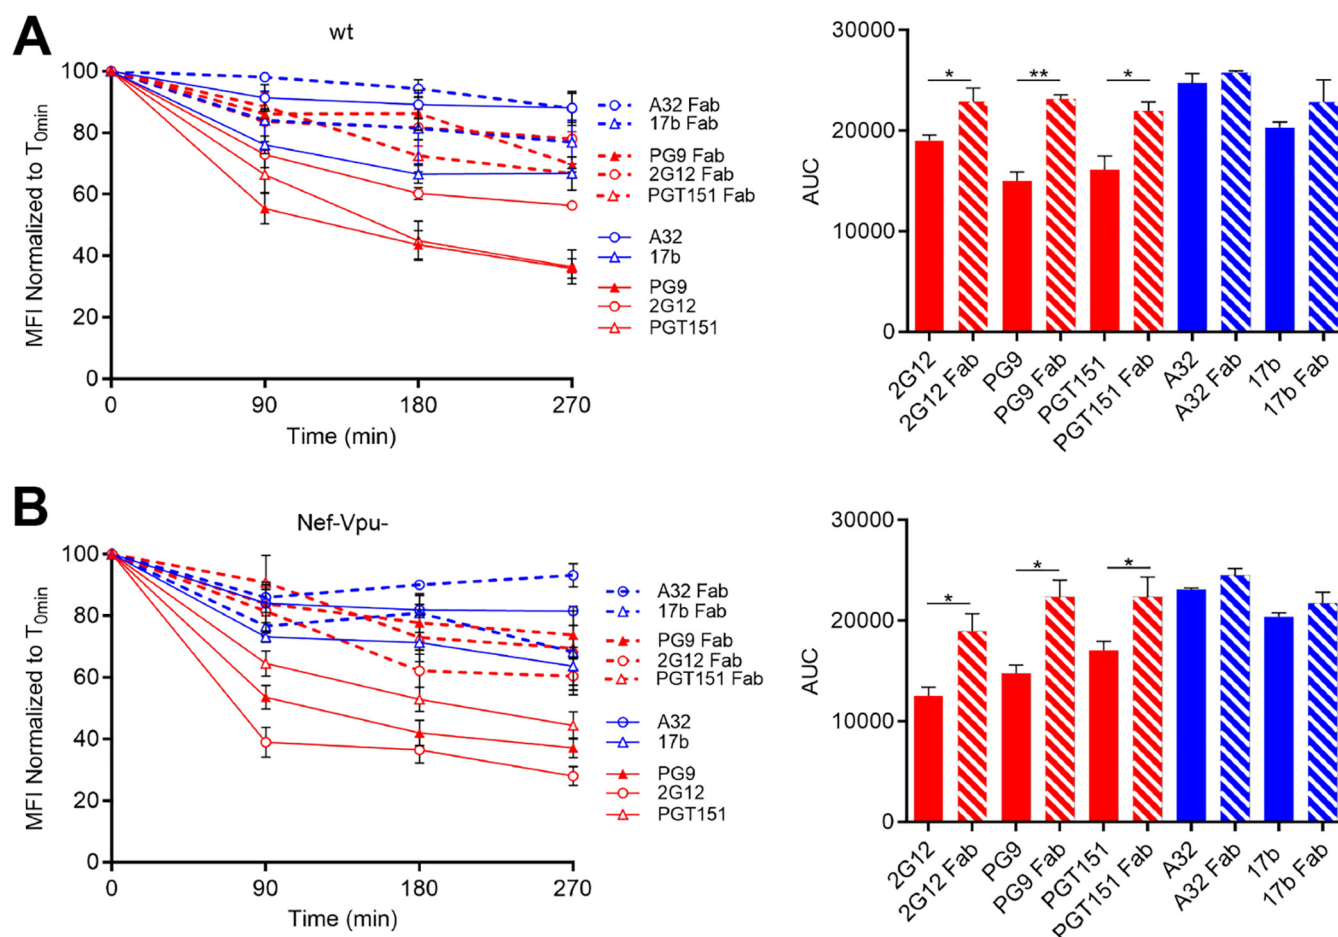 A
wt
MFI Normalized to T0min
100
80
60
40
20
0
0 90 180 270
Time (min)
A32 Fab
17b Fab
PG9 Fab
2G12 Fab
PGT151 Fab
A32
17b
PG9
2G12
PGT151
AUC
30000
20000
10000
0
* ** *
2G12
2G12 Fab
PG9
PG9 Fab
PGT151
PGT151 Fab
A32
A32 Fab
17b
17b Fab
B
Nef-Vpu-
MFI Normalized to T0min
100
80
60
40
20
0
0 90 180 270
Time (min)
A32 Fab
17b Fab
PG9 Fab
2G12 Fab
PGT151 Fab
A32
17b
PG9
2G12
PGT151
AUC
30000
20000
10000
0
* * *
2G12
2G12 Fab
PG9
PG9 Fab
PGT151
PGT151 Fab
A32
A32 Fab
17b
17b Fab